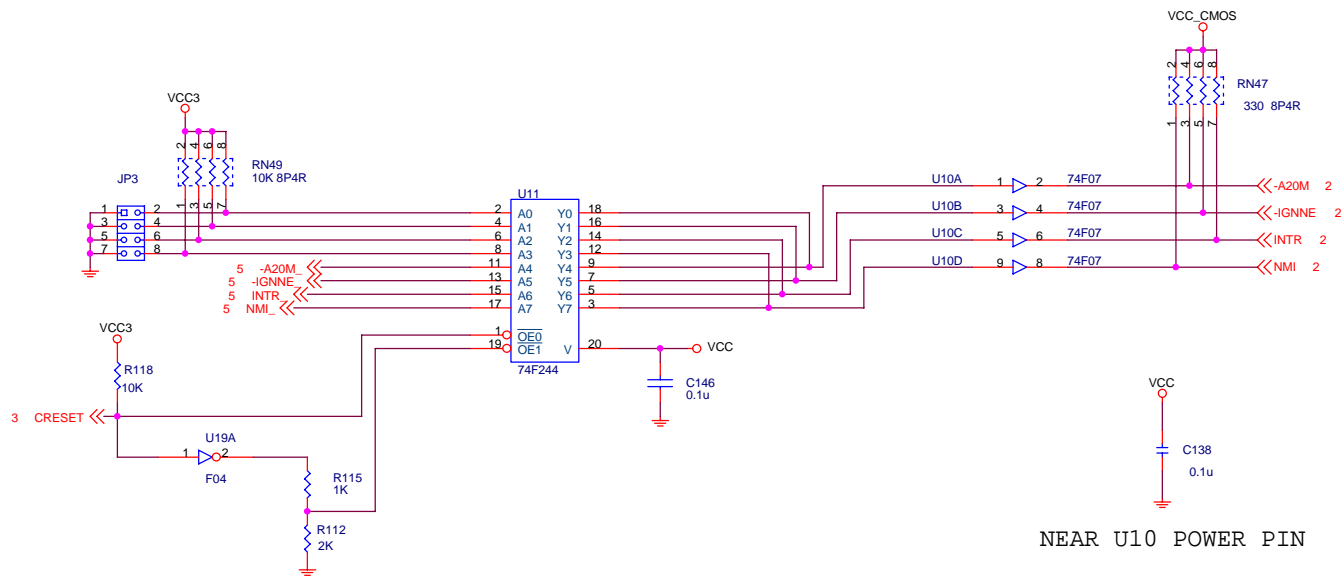 VCC_CMOS
2
4
6
8
RN47
330 8P4R
1
3
5
7
VCC3
2
4
6
8
RN49
10K 8P4R
1
3
5
7
JP3
1 2
3 4
5 6
7 8
U11
2 A0 Y0 18
4 A1 Y1 16
6 A2 Y2 14
8 A3 Y3 12
11 A4 Y4 9
13 A5 Y5 7
15 A6 Y6 5
17 A7 Y7 3
1 OE0
19 OE1 V 20
74F244
5 -A20M_
5 -IGNNE_
5 INTR_
5 NMI_
U10A 1 2 74F07 -A20M 2
U10B 3 4 74F07 -IGNNE 2
U10C 5 6 74F07 INTR 2
U10D 9 8 74F07 NMI 2
VCC
C146
0.1u
VCC3
R118
10K
3 CRESET
U19A
1 2
F04
R115
1K
R112
2K
VCC
C138
0.1u
NEAR U10 POWER PIN